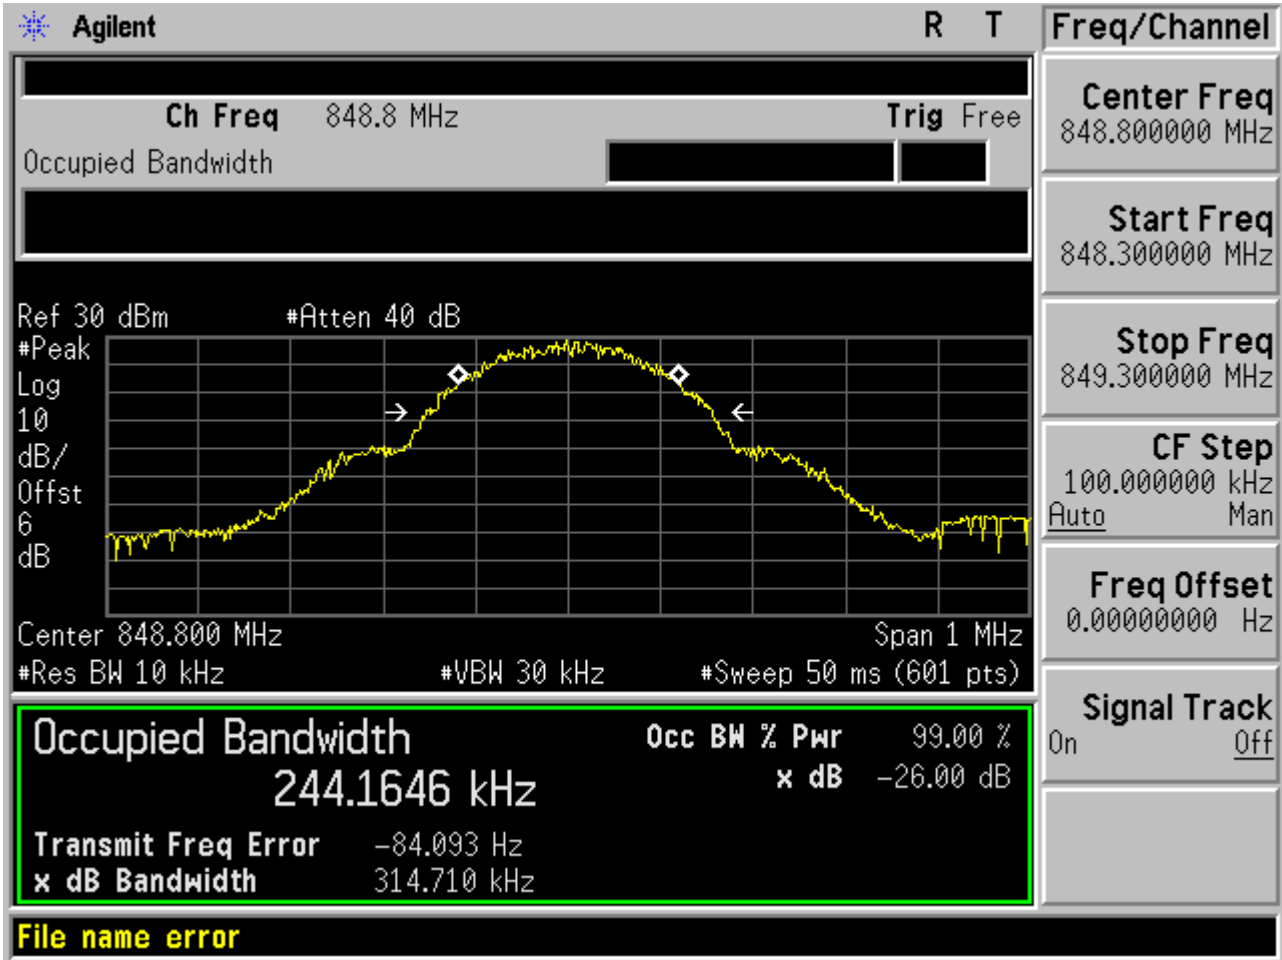 Agilent R T Freq/Channel
Ch Freq 848.8 MHz Trig Free
Occupied Bandwidth
Center Freq
848.800000 MHz
Start Freq
848.300000 MHz
Stop Freq
849.300000 MHz
CF Step
100.000000 kHz
Auto Man
Freq Offset
0.00000000 Hz
Signal Track
On Off
Ref 30 dBm #Atten 40 dB
#Peak
Log
10
dB/
Offst
6
dB
Center 848.800 MHz Span 1 MHz
#Res BW 10 kHz #VBW 30 kHz #Sweep 50 ms (601 pts)
Occupied Bandwidth Occ BW % Pwr 99.00 %
244.1646 kHz x dB -26.00 dB
Transmit Freq Error -84.093 Hz
x dB Bandwidth 314.710 kHz
File name error